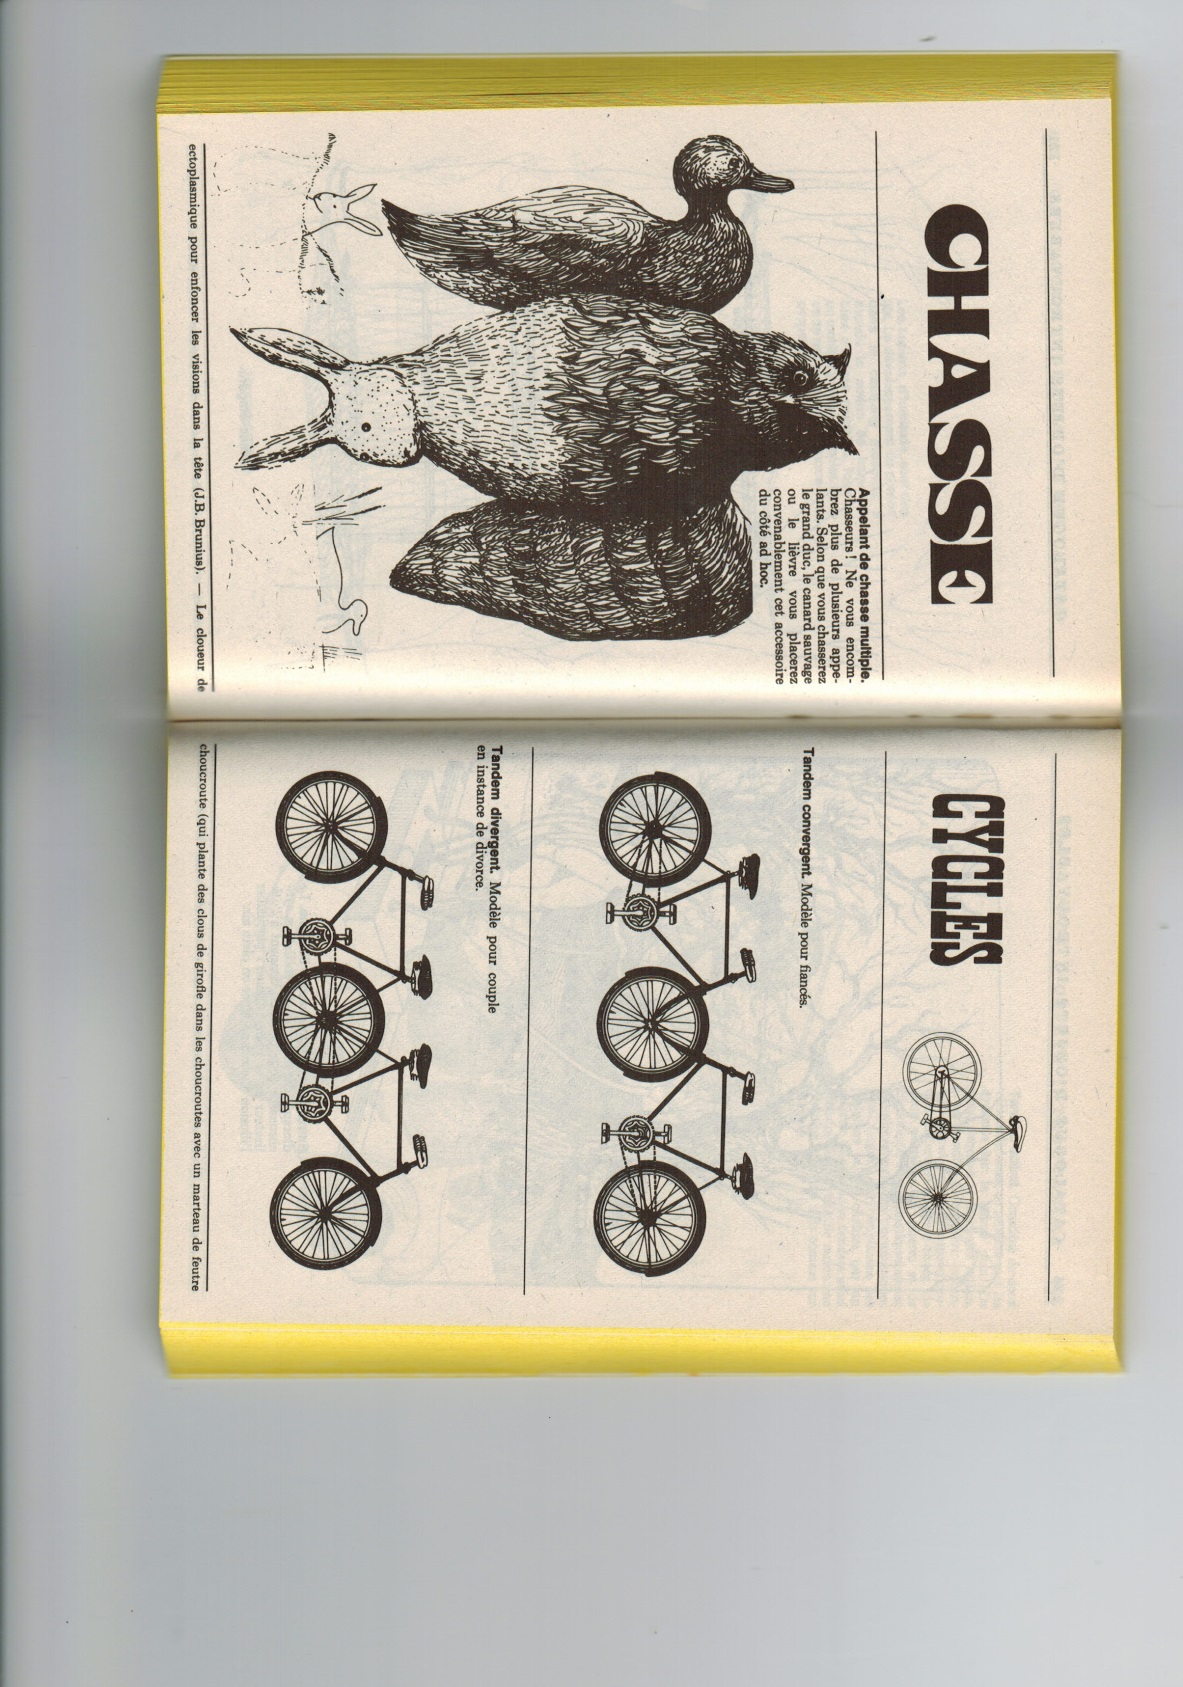 CHASSE
Appelant de chasse multiple.
Chasseurs ! Ne vous encom-
brez plus de plusieurs appe-
lants. Selon que vous chasserez
le grand duc, le canard sauvage
ou le lièvre vous placerez
convenablement cet accessoire
du côté ad hoc.
ectoplasmique pour enfoncer les visions dans la tête (J.B. Brunius). — Le cloueur de
CYCLES
Tandem convergent. Modèle pour fiancés.
Tandem divergent. Modèle pour couple
en instance de divorce.
choucroute (qui plante des clous de girofle dans les choucroutes avec un marteau de feutre